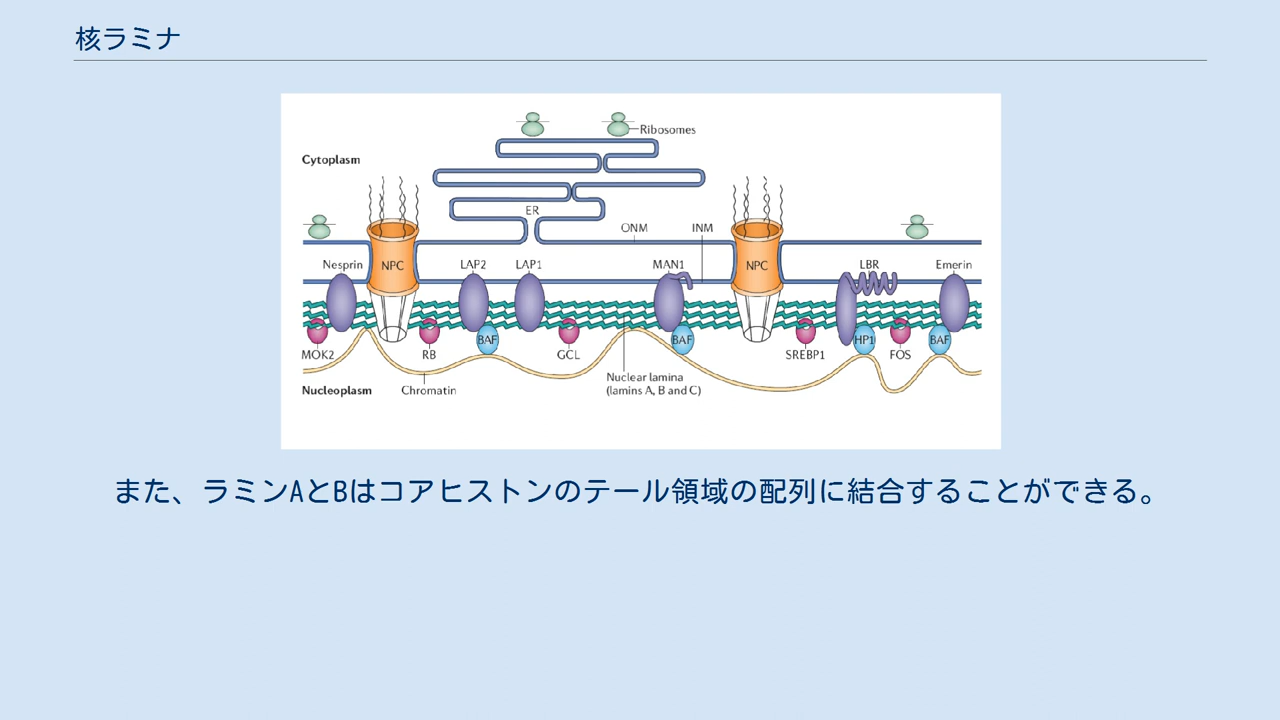 核ラミナ
Ribosomes
Cytoplasm
ER
ONM
INM
Nesprin
NPC
LAP2
LAP1
MAN1
NPC
LBR
Emerin
MOK2
RB
BAF
GCL
BAF
SREBP1
HP1
FOS
BAF
Nucleoplasm
Chromatin
Nuclear lamina
(lamins A, B and C)
また、ラミンAとBはコアヒストンのテール領域の配列に結合することができる。